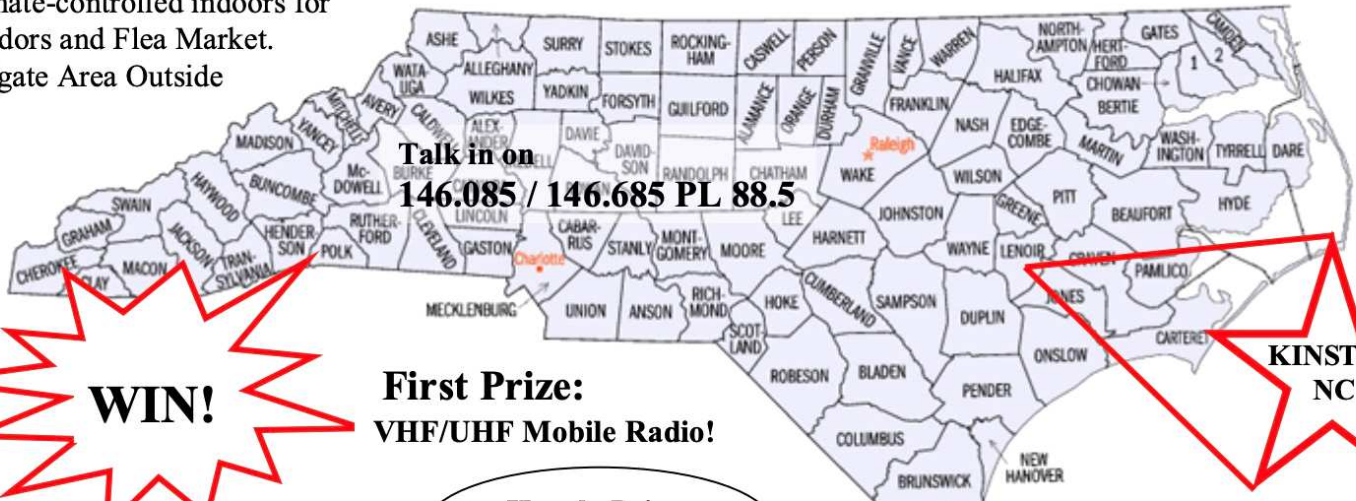 mate-controlled indoors for
dors and Flea Market.
gate Area Outside
ASHE
ALLEGHANY
SURRY
STOKES
ROCKING-
HAM
CASWELL
PERSON
GRANVILLE
VANCE
WARREN
NORTH-
AMPTON
HERT-
FORD
GATES
CAMDEN
1
2
WATA-
UGA
WILKES
YADKIN
FORSYTH
GUILFORD
ALAMANCE
ORANGE
DURHAM
FRANKLIN
HALIFAX
CHOWAN
BERTIE
MITCHELL
AVERY
CALDWELL
ALEX-
ANDER
DAVIE
DAVID-
SON
RANDOLPH
CHATHAM
WAKE
Raleigh
NASH
EDGE-
COMBE
MARTIN
WASH-
INGTON
TYRRELL
DARE
MADISON
YANCEY
Mc-
DOWELL
BURKE
Talk in on
146.085 / 146.685 PL 88.5
WILSON
PITT
BEAUFORT
HYDE
SWAIN
HAYWOOD
BUNCOMBE
RUTHER-
FORD
CLEVELAND
LINCOLN
CABAR-
RUS
LEE
JOHNSTON
GREENE
GRAHAM
JACKSON
HENDER
SON
POLK
GASTON
Charlotte
STANLY
MONT-
GOMERY
MOORE
HARNETT
WAYNE
LENOIR
CRAVEN
PAMLICO
CHEROKEE
CLAY
MACON
TRAN-
SYLVANIA
MECKLENBURG
UNION
ANSON
RICH-
MOND
HOKE
CUMBERLAND
SAMPSON
DUPLIN
JONES
CARTERET
SCOT-
LAND
ROBESON
BLADEN
PENDER
ONSLOW
KINST
NC
WIN!
First Prize:
VHF/UHF Mobile Radio!
COLUMBUS
BRUNSWICK
NEW
HANOVER